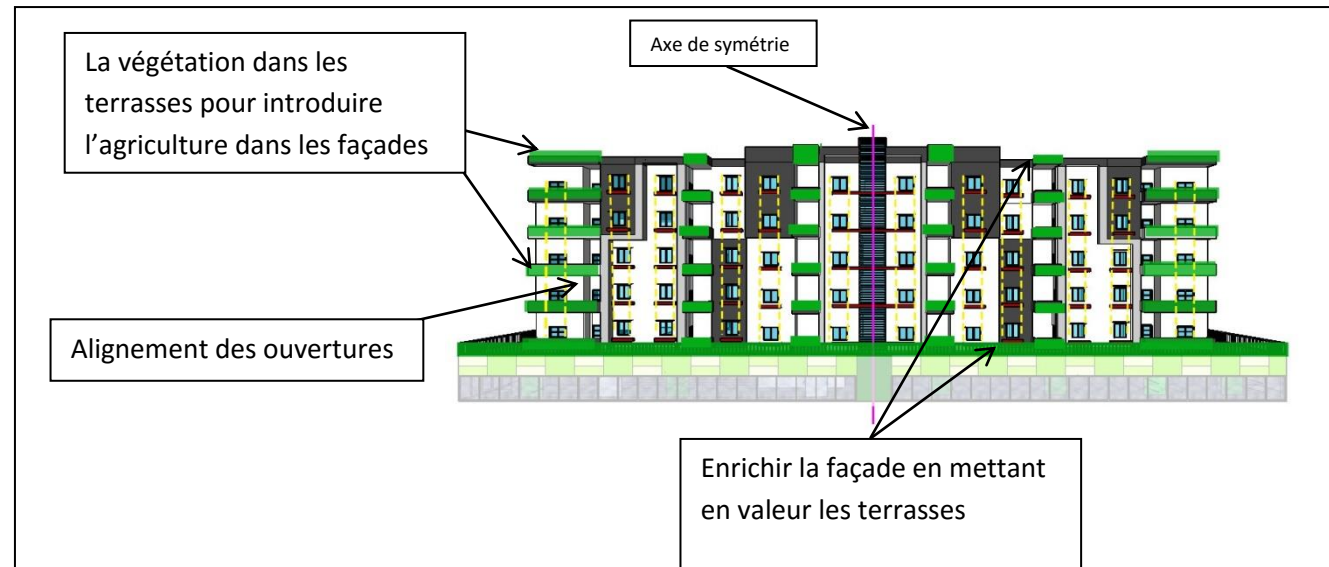 La végétation dans les
terrasses pour introduire
l’agriculture dans les façades
Axe de symétrie
Alignement des ouvertures
Enrichir la façade en mettant
en valeur les terrasses